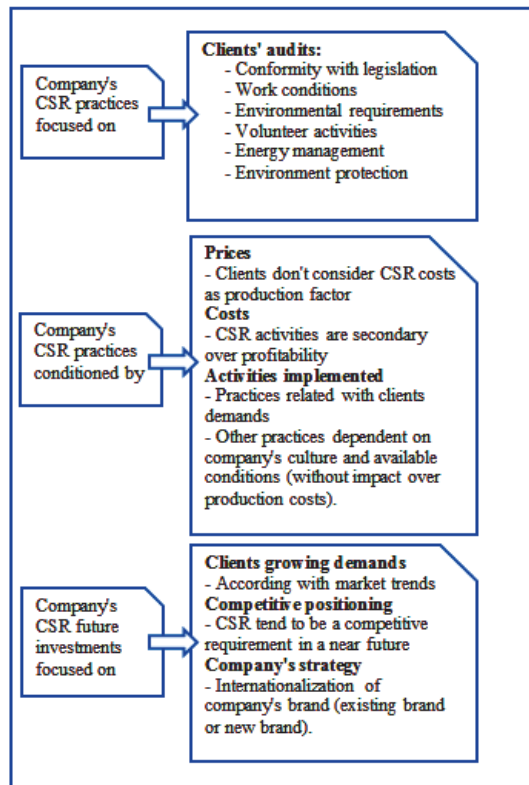 Company's
CSR practices
focused on
Clients' audits:
- Conformity with legislation
- Work conditions
- Environmental requirements
- Volunteer activities
- Energy management
- Environment protection
Company's
CSR practices
conditioned by
Prices
- Clients don't consider CSR costs
as production factor
Costs
- CSR activities are secondary
over profitability
Activities implemented
- Practices related with clients
demands
- Other practices dependent on
company's culture and available
conditions (without impact over
production costs).
Company's
CSR future
investments
focused on
Clients growing demands
- According with market trends
Competitive positioning
- CSR tend to be a competitive
requirement in a near future
Company's strategy
- Internationalization of
company's brand (existing brand
or new brand).